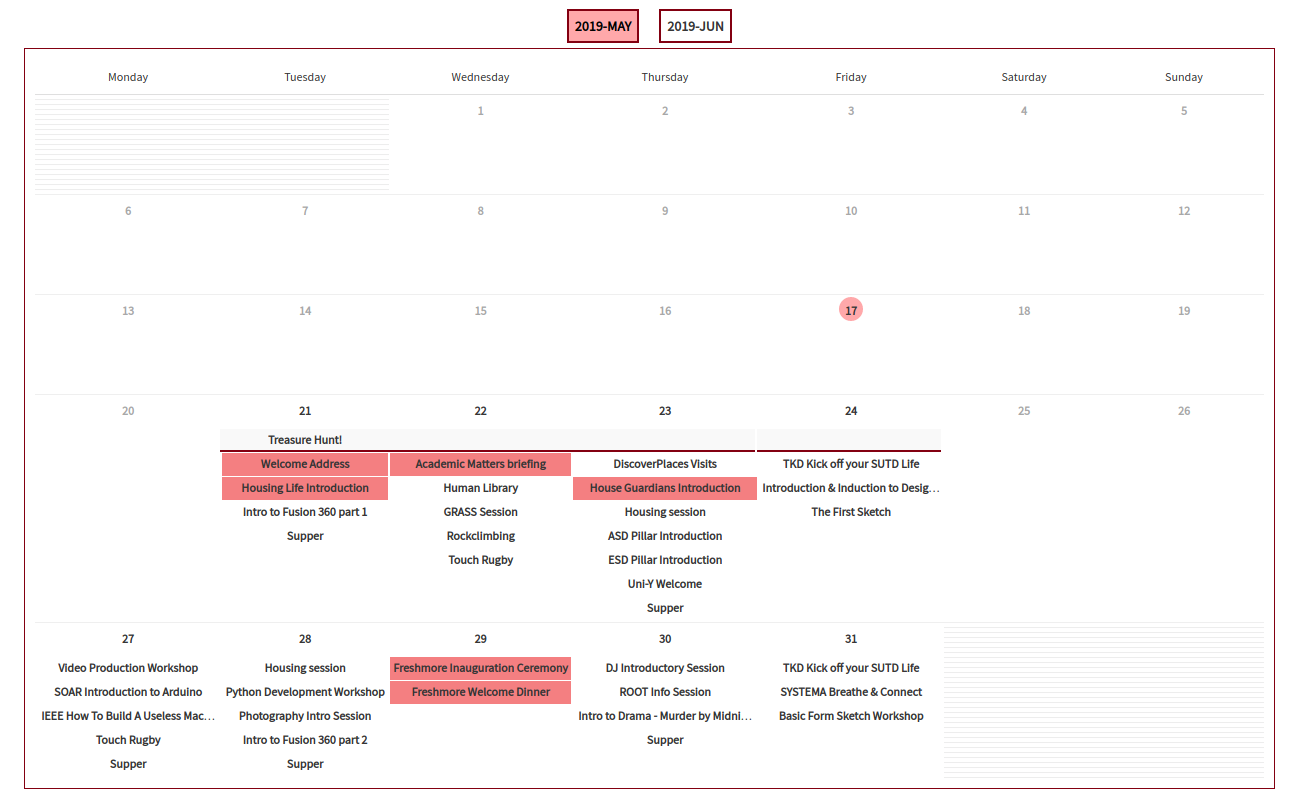 2019-MAY 2019-JUN
Monday Tuesday Wednesday Thursday Friday Saturday Sunday
1 2 3 4 5
6 7 8 9 10 11 12
13 14 15 16 17 18 19
20 21 22 23 24 25 26
Treasure Hunt!
Welcome Address Academic Matters briefing DiscoverPlaces Visits TKD Kick off your SUTD Life
Housing Life Introduction Human Library House Guardians Introduction Introduction & Induction to Desig…
Intro to Fusion 360 part 1 GRASS Session Housing session The First Sketch
Supper Rockclimbing ASD Pillar Introduction
Touch Rugby ESD Pillar Introduction
Uni-Y Welcome
Supper
27 28 29 30 31
Video Production Workshop Housing session Freshmore Inauguration Ceremony DJ Introductory Session TKD Kick off your SUTD Life
SOAR Introduction to Arduino Python Development Workshop Freshmore Welcome Dinner ROOT Info Session SYSTEMA Breathe & Connect
IEEE How To Build A Useless Mac… Photography Intro Session Intro to Drama - Murder by Midni… Basic Form Sketch Workshop
Touch Rugby Intro to Fusion 360 part 2 Supper
Supper Supper